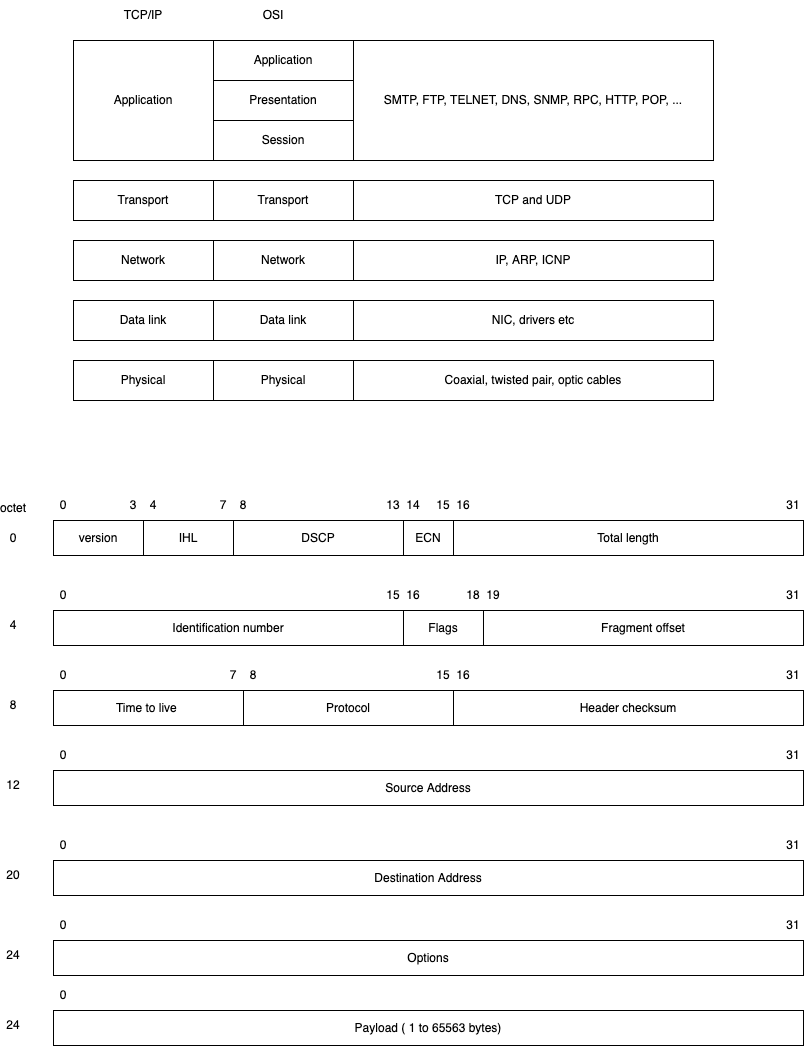 TCP/IP OSI
Application
Application
Presentation
Session
SMTP, FTP, TELNET, DNS, SNMP, RPC, HTTP, POP, ...
Transport Transport TCP and UDP
Network Network IP, ARP, ICNP
Data link Data link NIC, drivers etc
Physical Physical Coaxial, twisted pair, optic cables
octet 0 3 4 7 8 13 14 15 16 31
0 version IHL DSCP ECN Total length
0 15 16 18 19 31
4 Identification number Flags Fragment offset
0 7 8 15 16 31
8 Time to live Protocol Header checksum
0 31
12 Source Address
0 31
20 Destination Address
0 31
24 Options
0
24 Payload ( 1 to 65563 bytes)